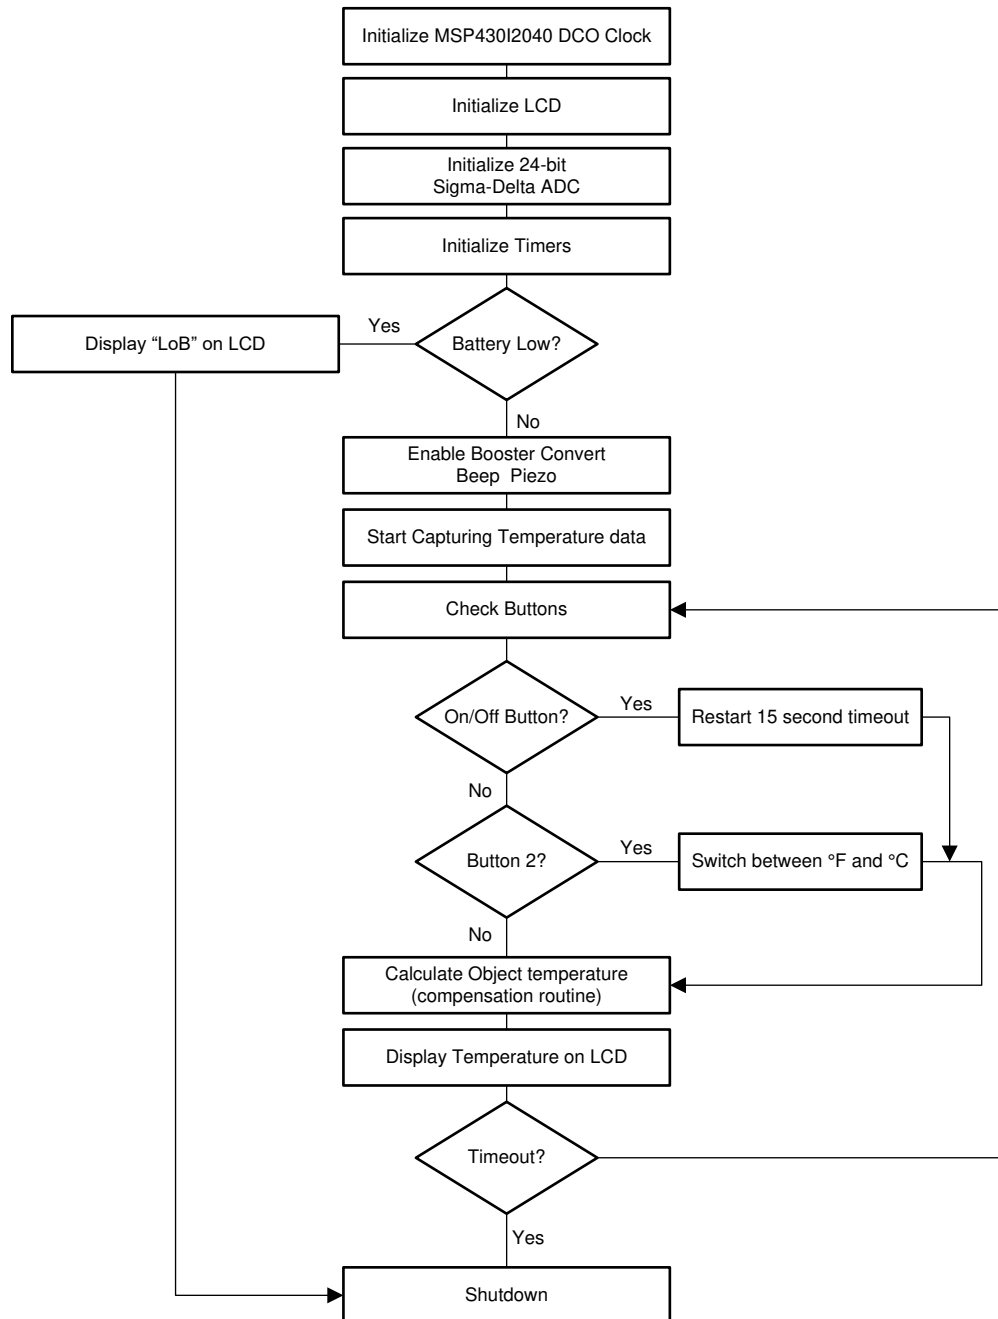 Initialize MSP430I2040 DCO Clock
Initialize LCD
Initialize 24-bit
Sigma-Delta ADC
Initialize Timers
Yes
Display “LoB” on LCD
Battery Low?
No
Enable Booster Convert
Beep Piezo
Start Capturing Temperature data
Check Buttons
On/Off Button?
Yes
Restart 15 second timeout
No
Button 2?
Yes
Switch between °F and °C
No
Calculate Object temperature
(compensation routine)
Display Temperature on LCD
Timeout?
Yes
Shutdown